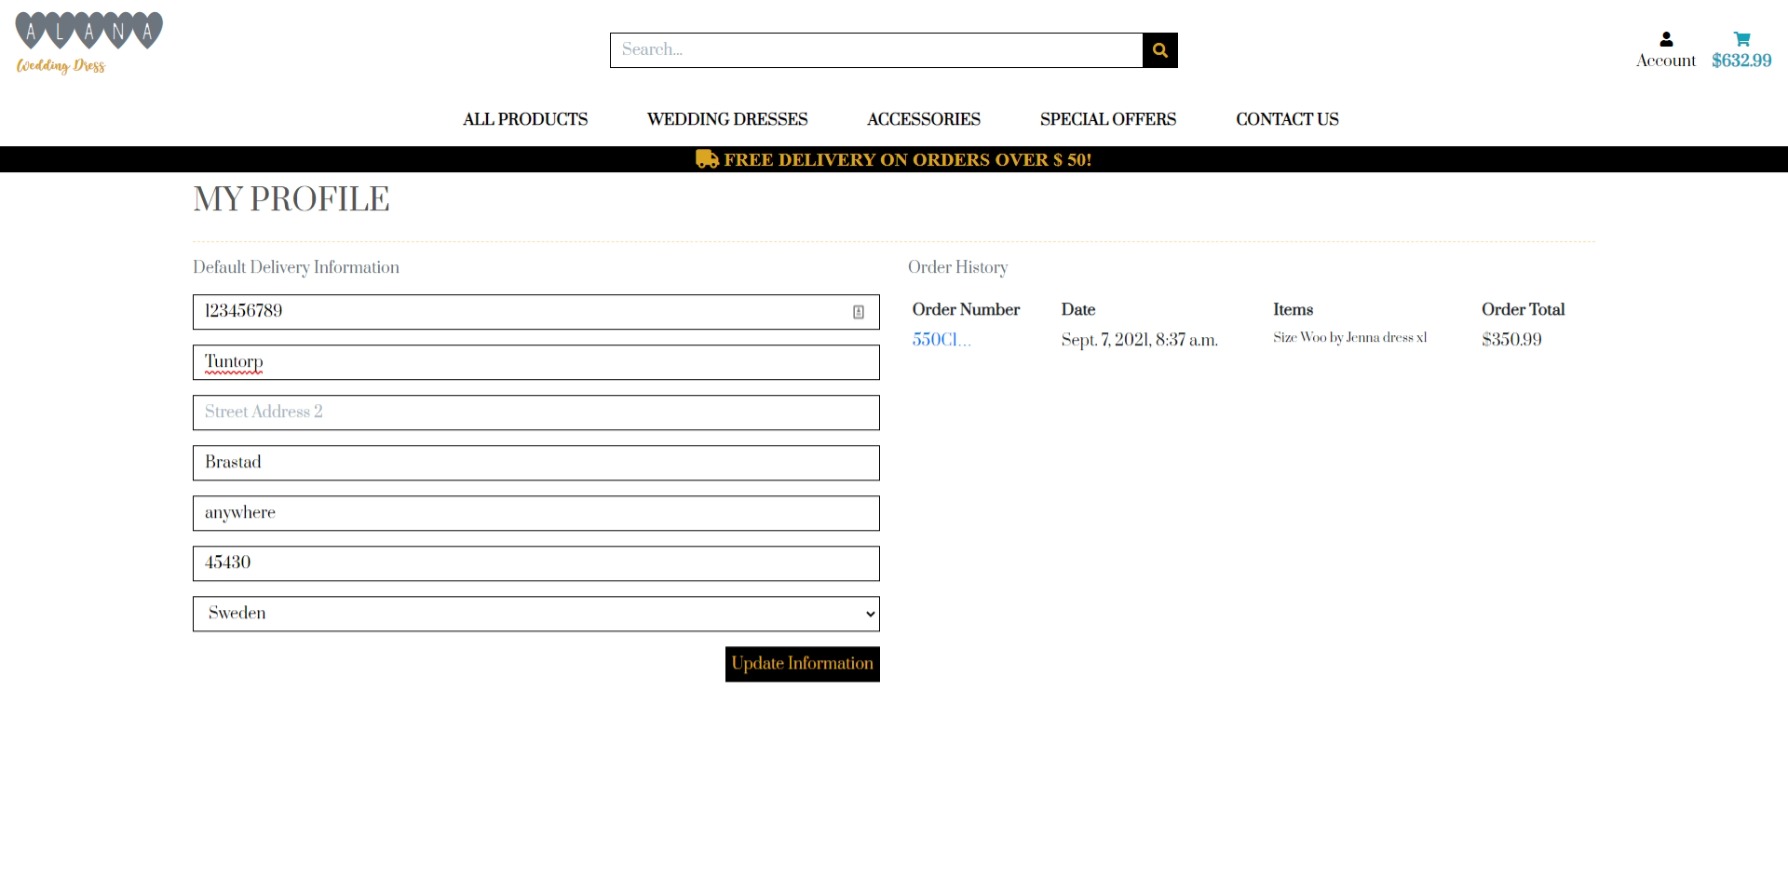 ALANA
Wedding Dress
Search...
Account
$632.99
ALL PRODUCTS WEDDING DRESSES ACCESSORIES SPECIAL OFFERS CONTACT US
FREE DELIVERY ON ORDERS OVER $ 50!
MY PROFILE
Default Delivery Information
123456789
Tuntorp
Street Address 2
Brastad
anywhere
45430
Sweden
Update Information
Order History
Order Number Date Items Order Total
550C1... Sept. 7, 2021, 8:37 a.m. Size Woo by Jenna dress xl $350.99